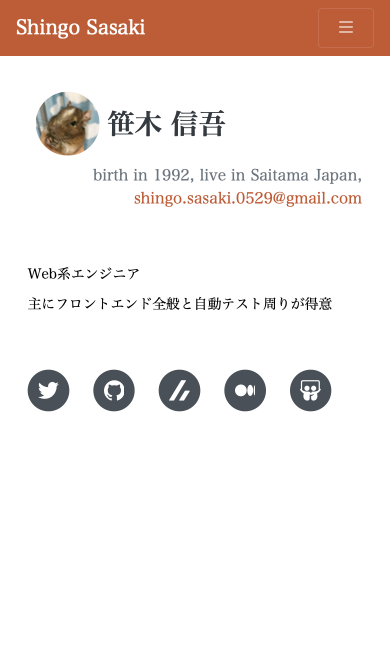 Shingo Sasaki
笹木 信吾
birth in 1992, live in Saitama Japan,
shingo.sasaki.0529@gmail.com
Web系エンジニア
主にフロントエンド全般と自動テスト周りが得意